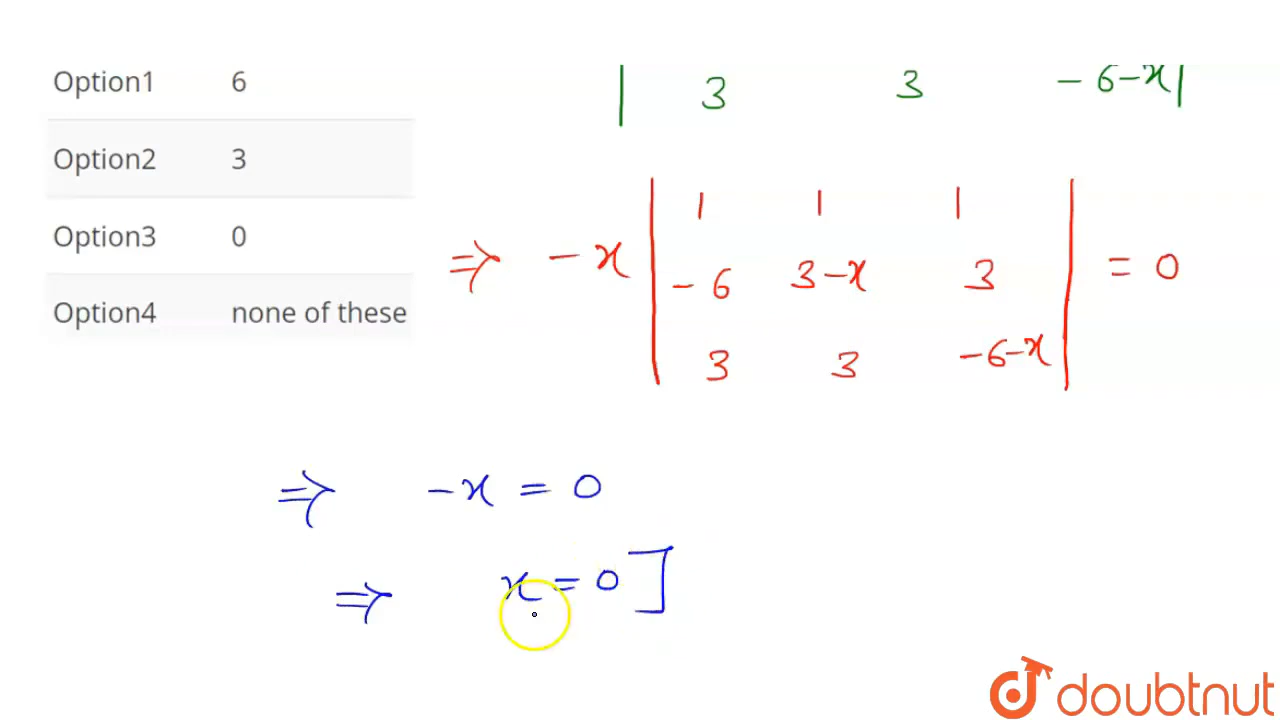 Option1 6
Option2 3
Option3 0
Option4 none of these
| 3 3 -6-x |
⇒ -x | 1 1 1 | = 0
-6 3-x 3
3 3 -6-x
⇒ -x = 0
⇒ x = 0 ]
doubtnut